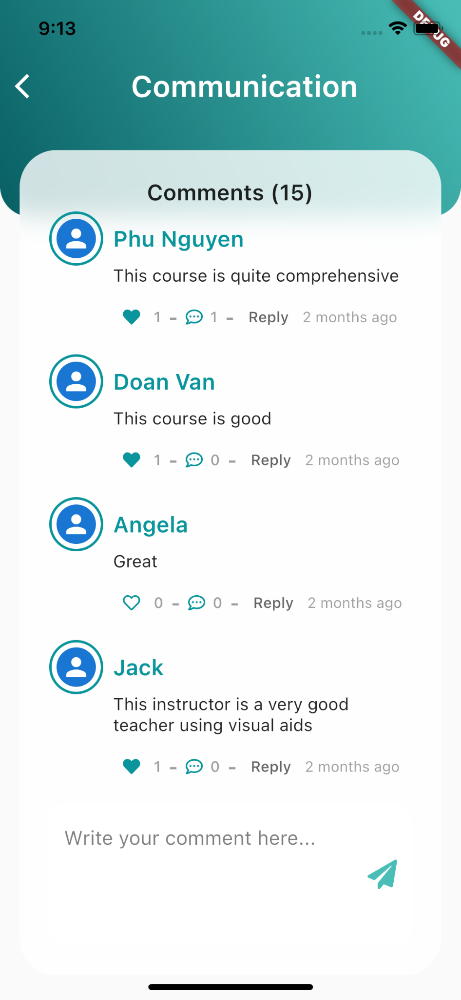 9:13
DEBUG
Communication
Comments (15)
Phu Nguyen
This course is quite comprehensive
1 - 1 - Reply 2 months ago
Doan Van
This course is good
1 - 0 - Reply 2 months ago
Angela
Great
0 - 0 - Reply 2 months ago
Jack
This instructor is a very good
teacher using visual aids
1 - 0 - Reply 2 months ago
Write your comment here...